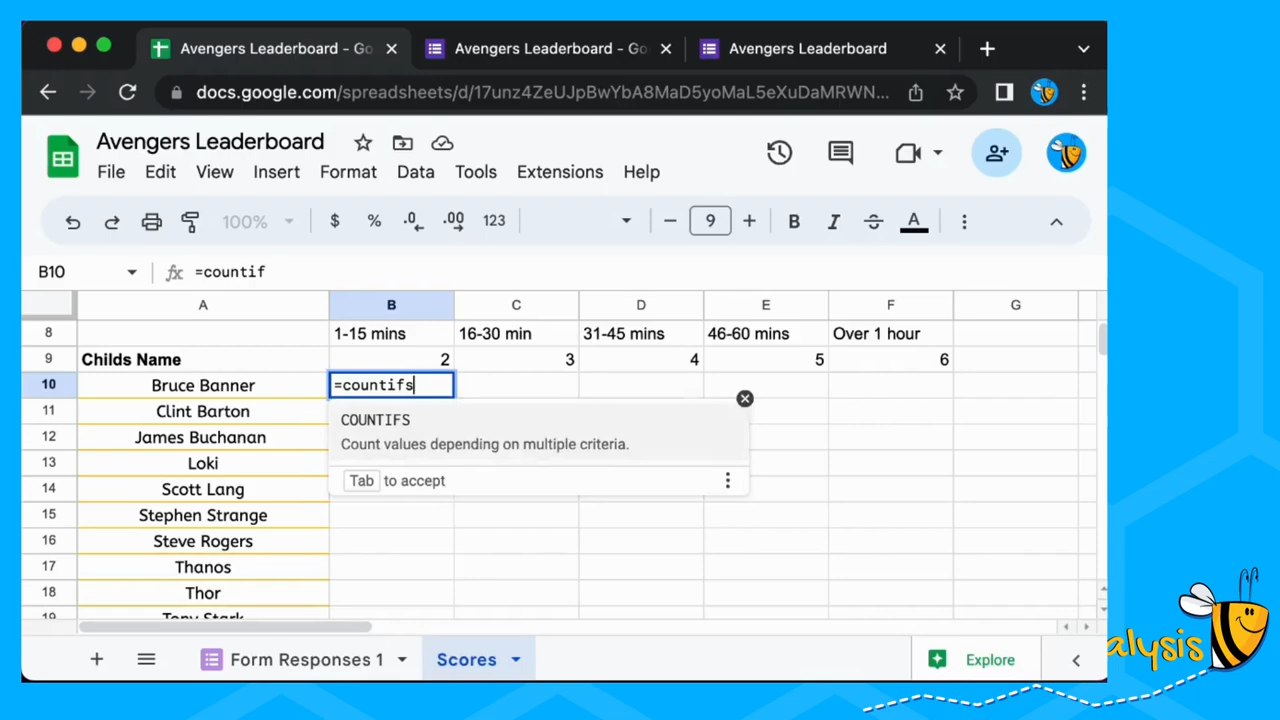 Avengers Leaderboard - Go
Avengers Leaderboard - Go
Avengers Leaderboard
docs.google.com/spreadsheets/d/17unz4ZeUJpBwYbA8MaD5yoMaL5eXuDaMRWN...
Avengers Leaderboard
File Edit View Insert Format Data Tools Extensions Help
100% $ % .0 .00 123 9 B I S A
B10 fx =countif
A B C D E F G
8 1-15 mins 16-30 min 31-45 mins 46-60 mins Over 1 hour
9 Childs Name 2 3 4 5 6
10 Bruce Banner =countifs
11 Clint Barton
COUNTIFS
12 James Buchanan
Count values depending on multiple criteria.
13 Loki
Tab to accept
14 Scott Lang
15 Stephen Strange
16 Steve Rogers
17 Thanos
18 Thor
19 Tony Stark
Form Responses 1 Scores Explore
alysis